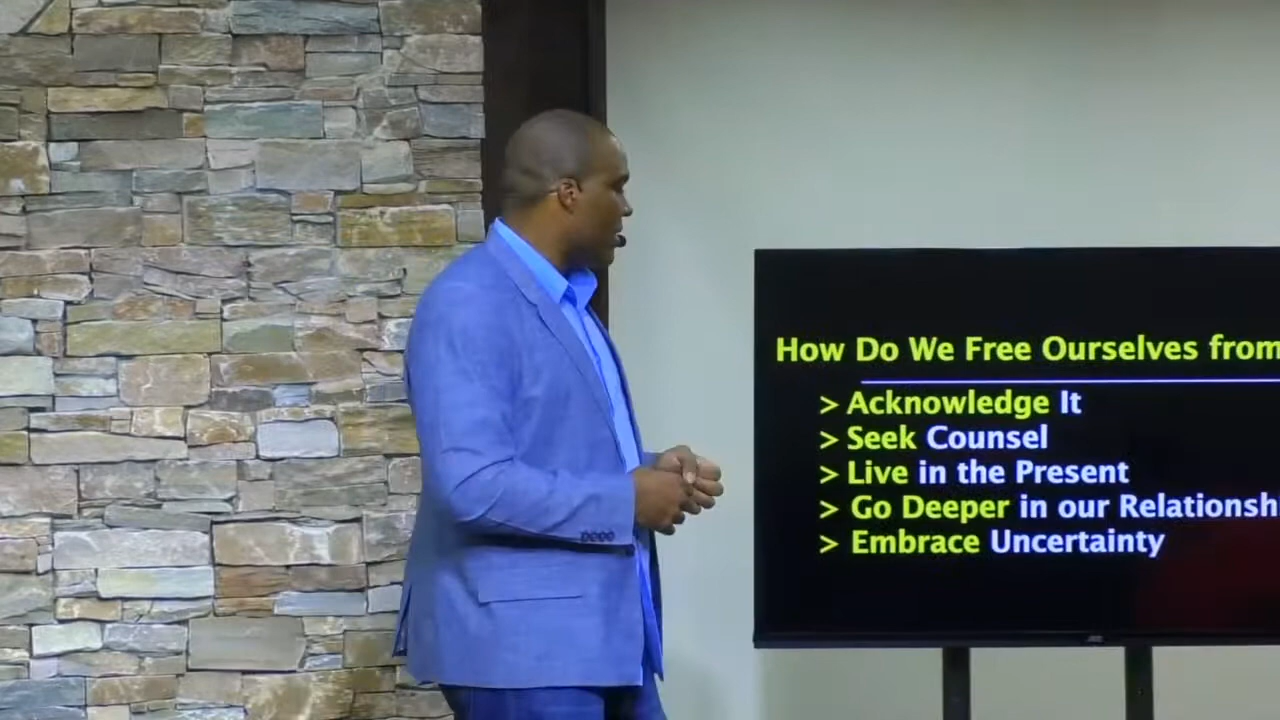 How Do We Free Ourselves from
> Acknowledge It
> Seek Counsel
> Live in the Present
> Go Deeper in our Relationsh
> Embrace Uncertainty